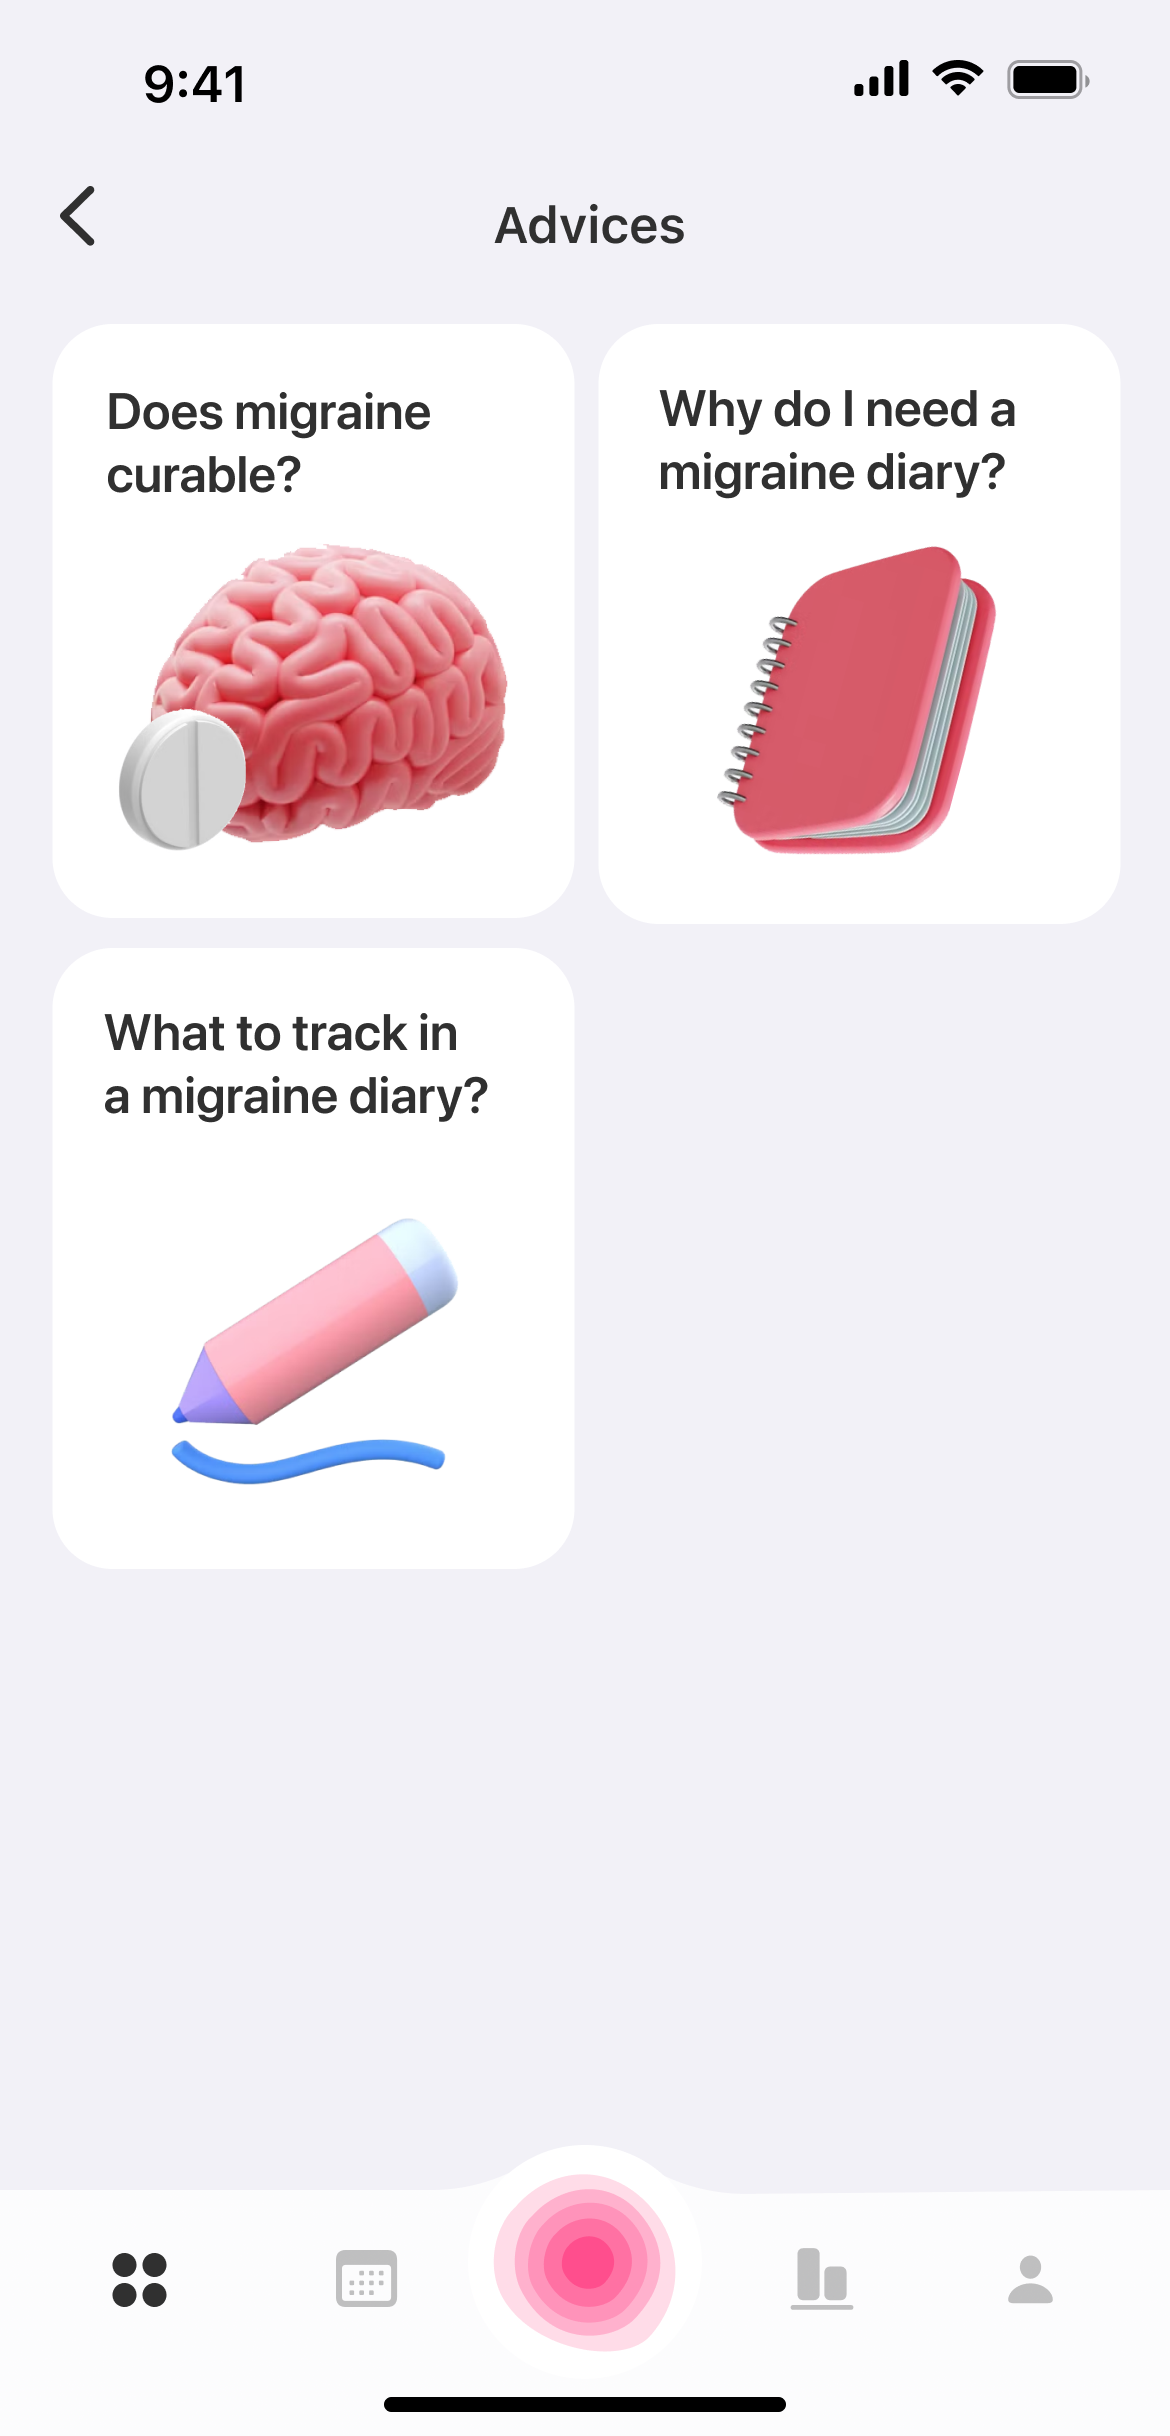 9:41
Advices
Does migraine
curable?
Why do I need a
migraine diary?
What to track in
a migraine diary?